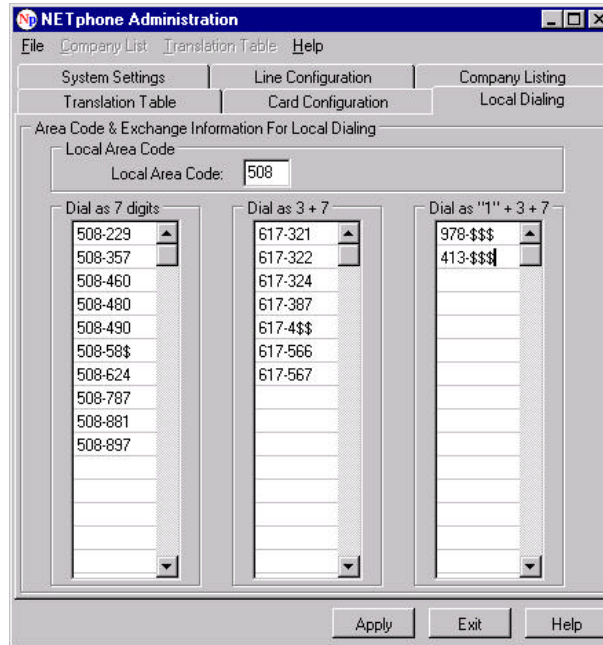 NETphone Administration
File Company List Translation Table Help
System Settings Line Configuration Company Listing
Translation Table Card Configuration Local Dialing
Area Code & Exchange Information For Local Dialing
Local Area Code
Local Area Code: 508
Dial as 7 digits
508-229
508-357
508-460
508-480
508-490
508-58$
508-624
508-787
508-881
508-897
Dial as 3 + 7
617-321
617-322
617-324
617-387
617-4$$
617-566
617-567
Dial as "1" + 3 + 7
978-$$$
413-$$$
Apply Exit Help